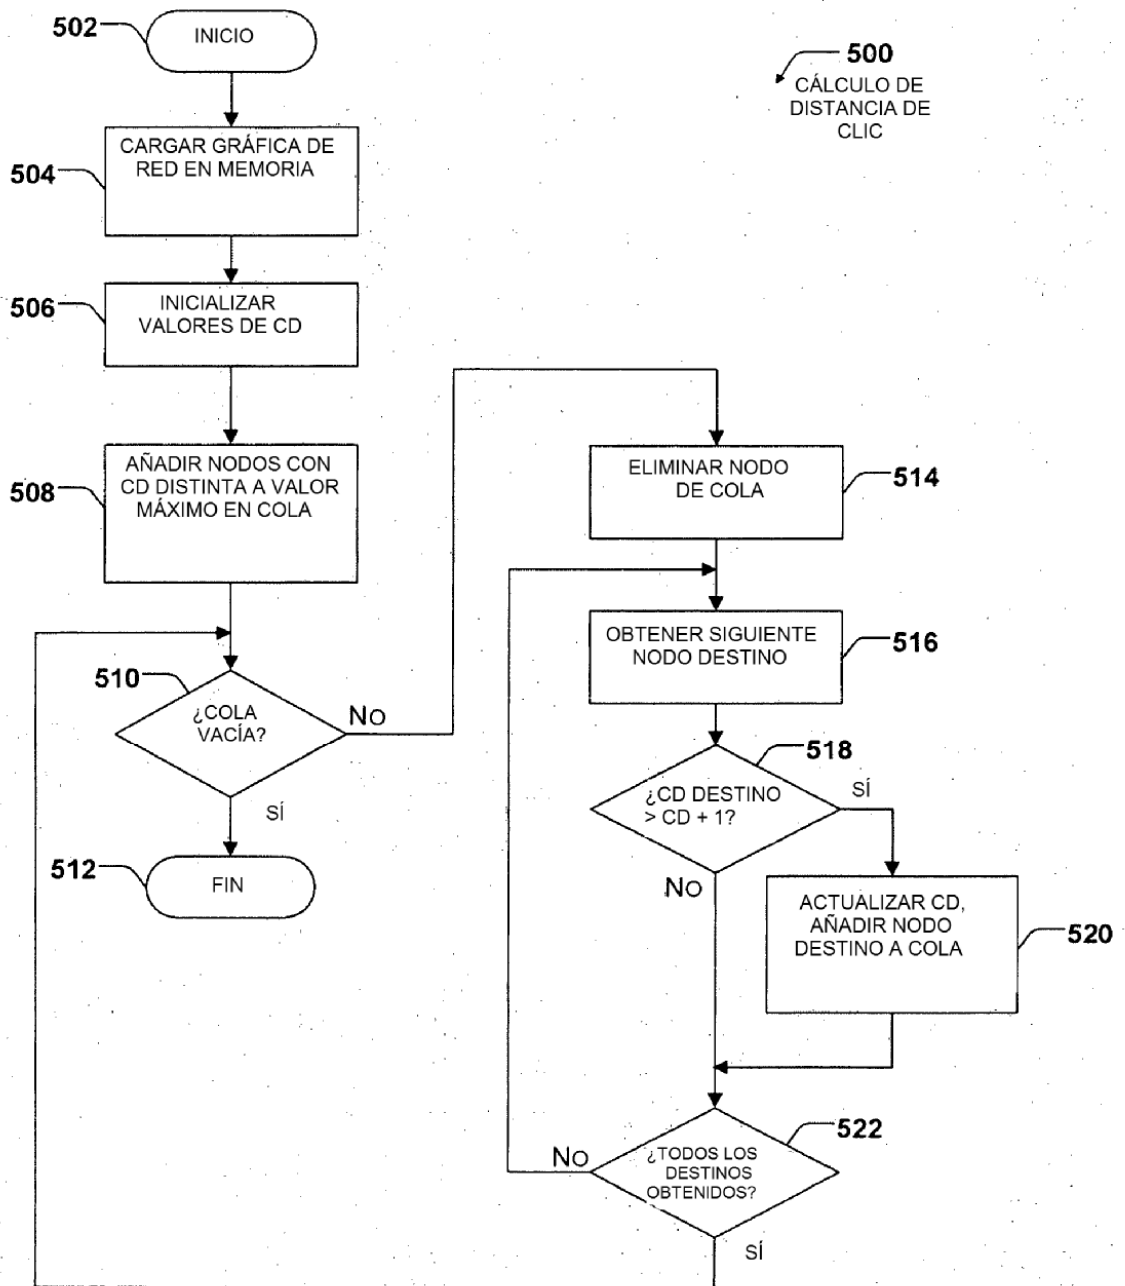 502
INICIO
500
CÁLCULO DE
DISTANCIA DE
CLIC
504
CARGAR GRÁFICA DE
RED EN MEMORIA
506
INICIALIZAR
VALORES DE CD
508
AÑADIR NODOS CON
CD DISTINTA A VALOR
MÁXIMO EN COLA
514
ELIMINAR NODO
DE COLA
516
OBTENER SIGUIENTE
NODO DESTINO
510
¿COLA
VACÍA?
NO
SÍ
512
FIN
518
¿CD DESTINO
> CD + 1?
SÍ
NO
520
ACTUALIZAR CD,
AÑADIR NODO
DESTINO A COLA
522
¿TODOS LOS
DESTINOS
OBTENIDOS?
NO
SÍ